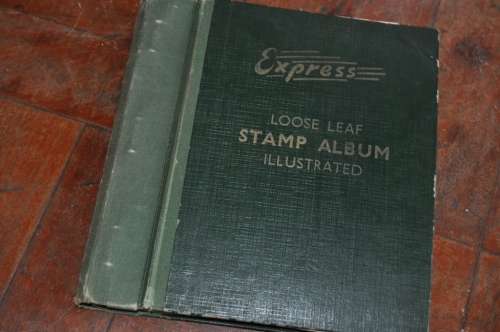 Express
LOOSE LEAF
STAMP ALBUM
ILLUSTRATED